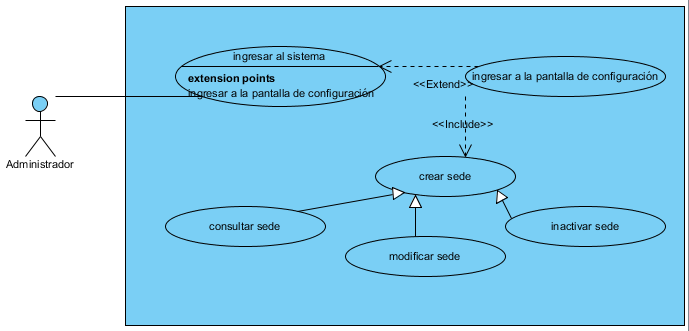 ingresar al sistema
extension points
ingresar a la pantalla de configuración
ingresar a la pantalla de configuración
<<Extend>>
<<Include>>
Administrador
crear sede
consultar sede
inactivar sede
modificar sede